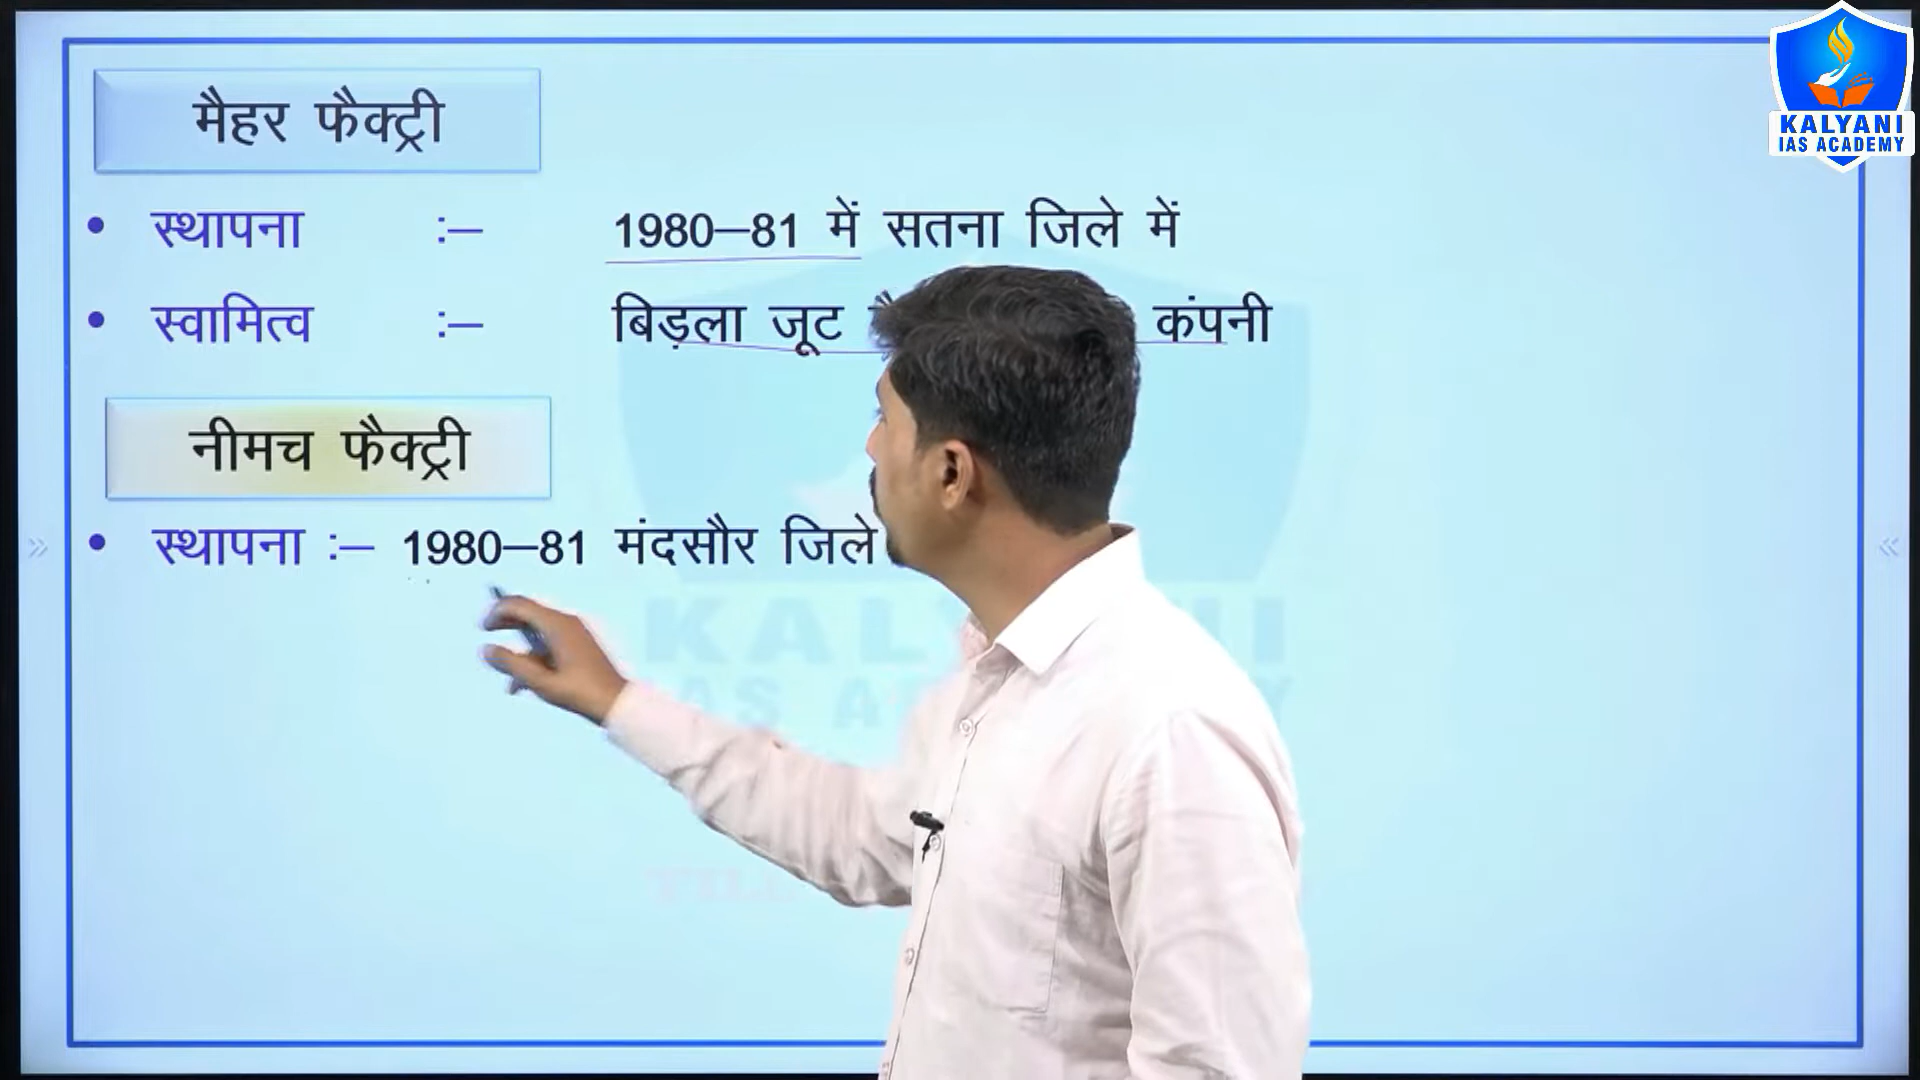 KALYANI
IAS ACADEMY
मैहर फैक्ट्री
• स्थापना :– 1980–81 में सतना जिले में
• स्वामित्व :– बिड़ला जूट कंपनी
नीमच फैक्ट्री
• स्थापना :– 1980–81 मंदसौर जिले